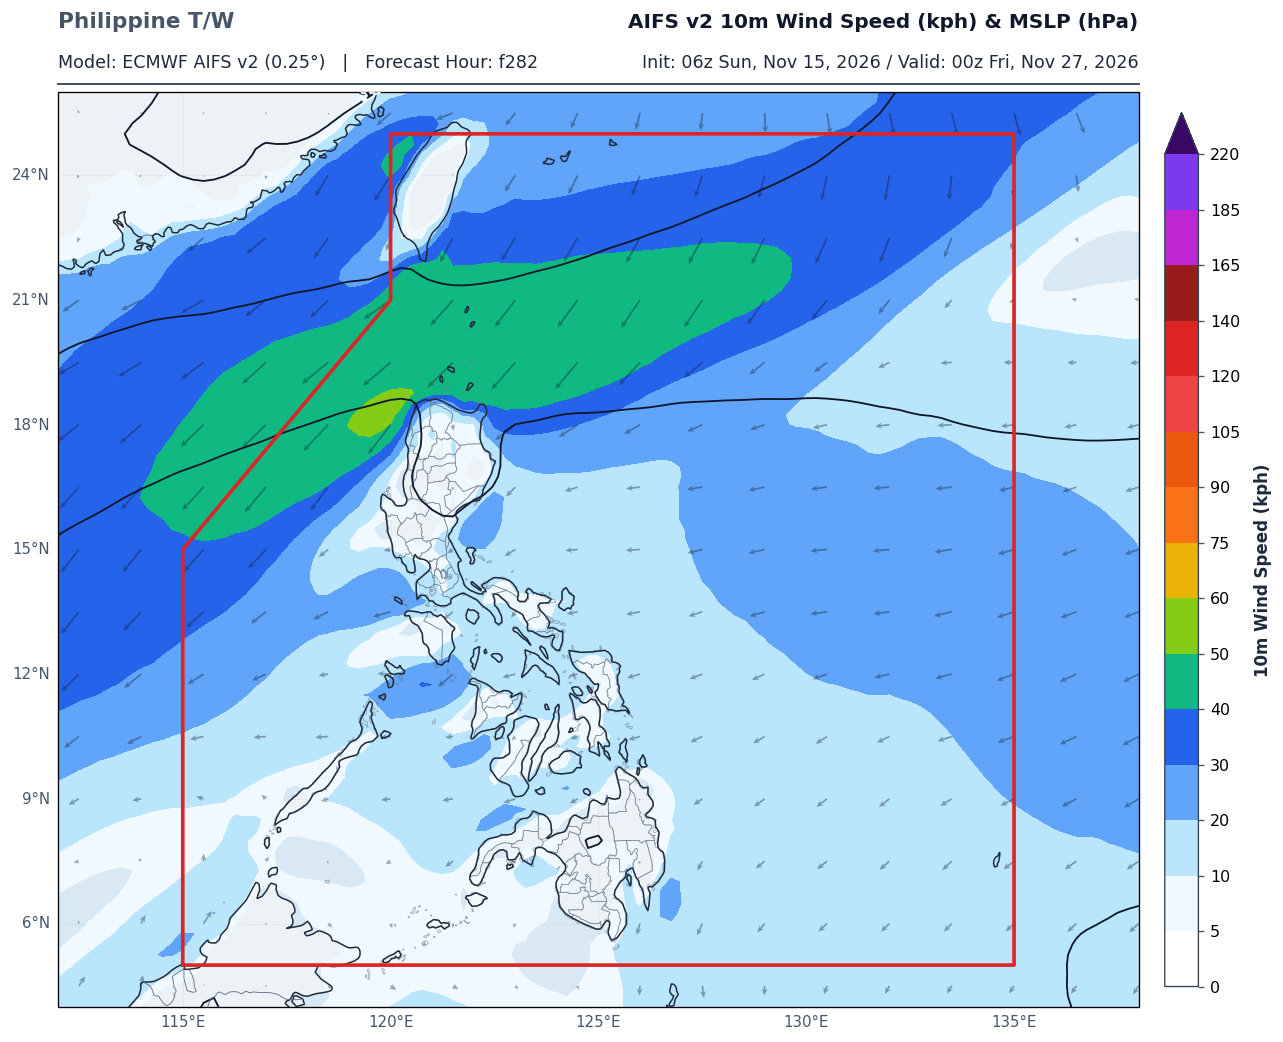 Philippine T/W
AIFS v2 10m Wind Speed (kph) & MSLP (hPa)
Model: ECMWF AIFS v2 (0.25°) | Forecast Hour: f282
Init: 06z Sun, Nov 15, 2026 / Valid: 00z Fri, Nov 27, 2026
24°N
21°N
18°N
15°N
12°N
9°N
6°N
115°E
120°E
125°E
130°E
135°E
220
185
165
140
120
105
90
75
60
50
40
30
20
10
5
0
10m Wind Speed (kph)